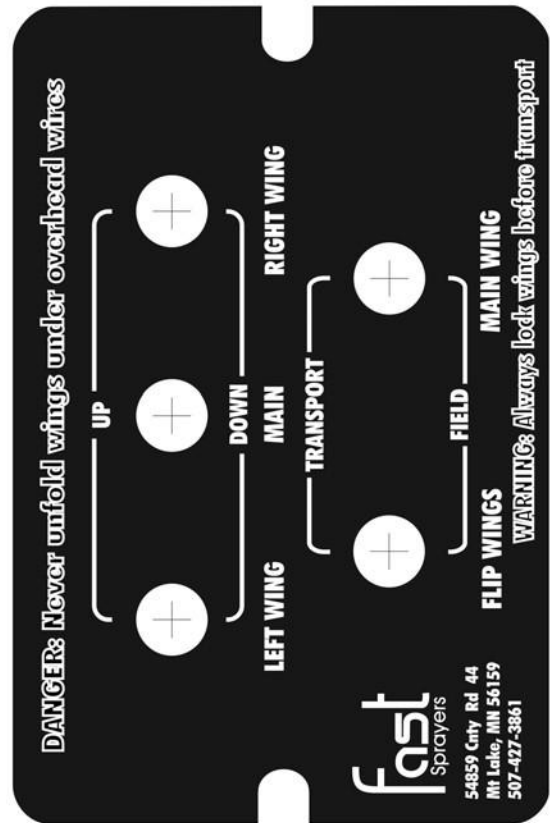 DANGER: Never unfold wings under overhead wires
UP
DOWN
LEFT WING MAIN RIGHT WING
TRANSPORT
FIELD
FLIP WINGS MAIN WING
WARNING: Always lock wings before transport
fast
Sprayers
54859 Cnty Rd 44
Mt Lake, MN 56159
507-427-3861